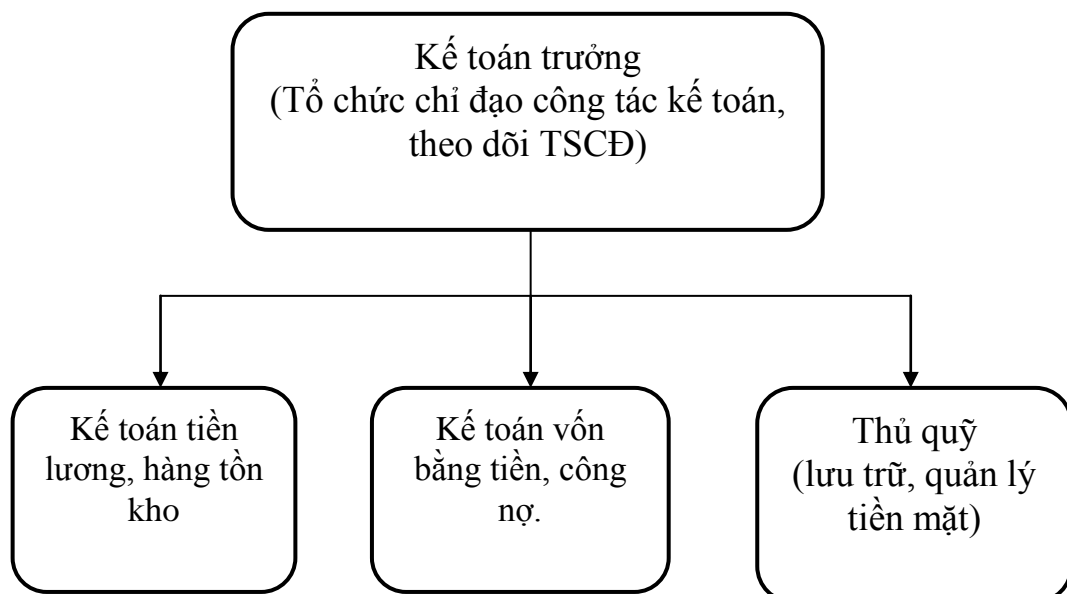 Kế toán trưởng
(Tổ chức chỉ đạo công tác kế toán,
theo dõi TSCĐ)
Kế toán tiền
lương, hàng tồn
kho
Kế toán vốn
bằng tiền, công
nợ.
Thủ quỹ
(lưu trữ, quản lý
tiền mặt)